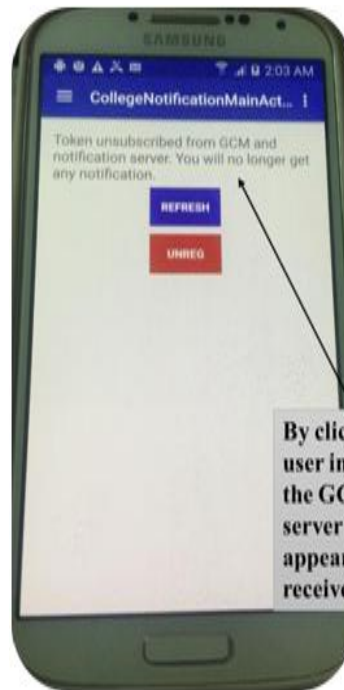 SAMSUNG
2:03 AM
CollegeNotificationMainAct...
Token unsubscribed from GCM and
notification server. You will no longer get
any notification.
REFRESH
UNREG
By clic
user in
the GC
server
appear
receive